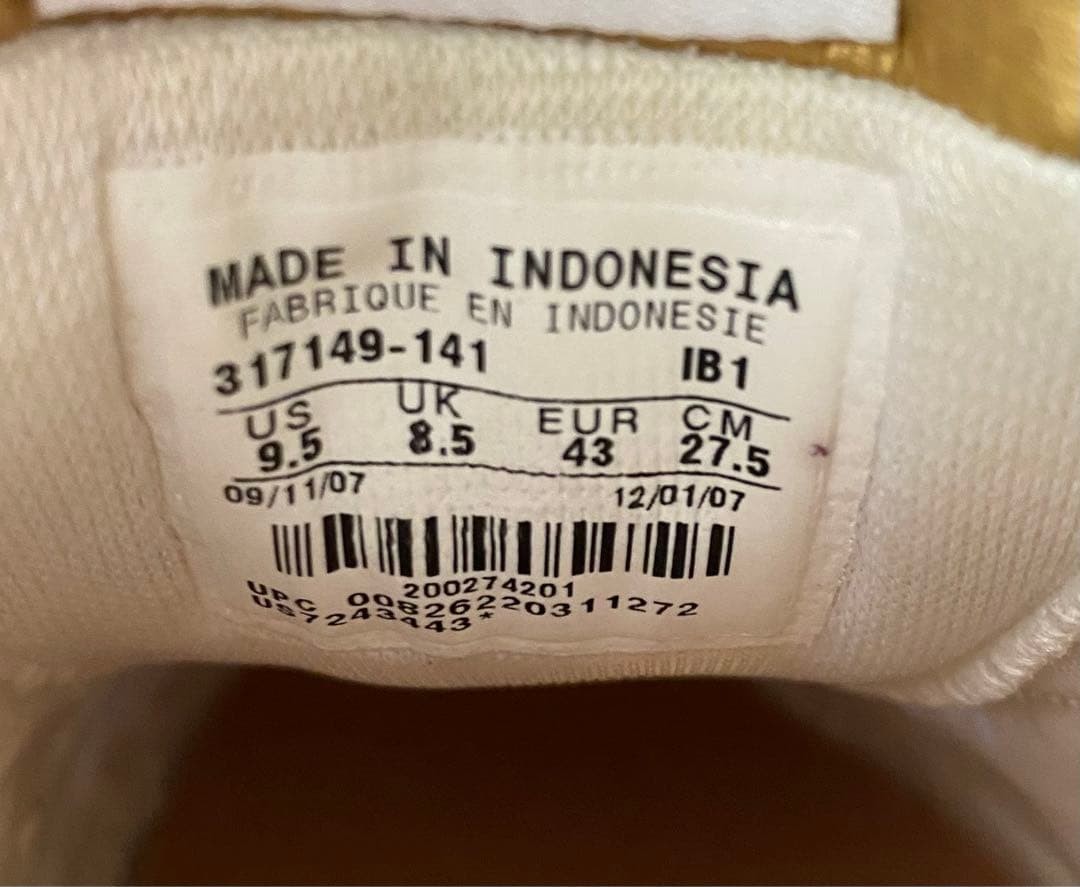 MADE IN INDONESIA
FABRIQUE EN INDONESIE
317149-141 IB1
US UK EUR CM
9.5 8.5 43 27.5
09/11/07 12/01/07
200274201
UPC 00826220311272
US7243443*